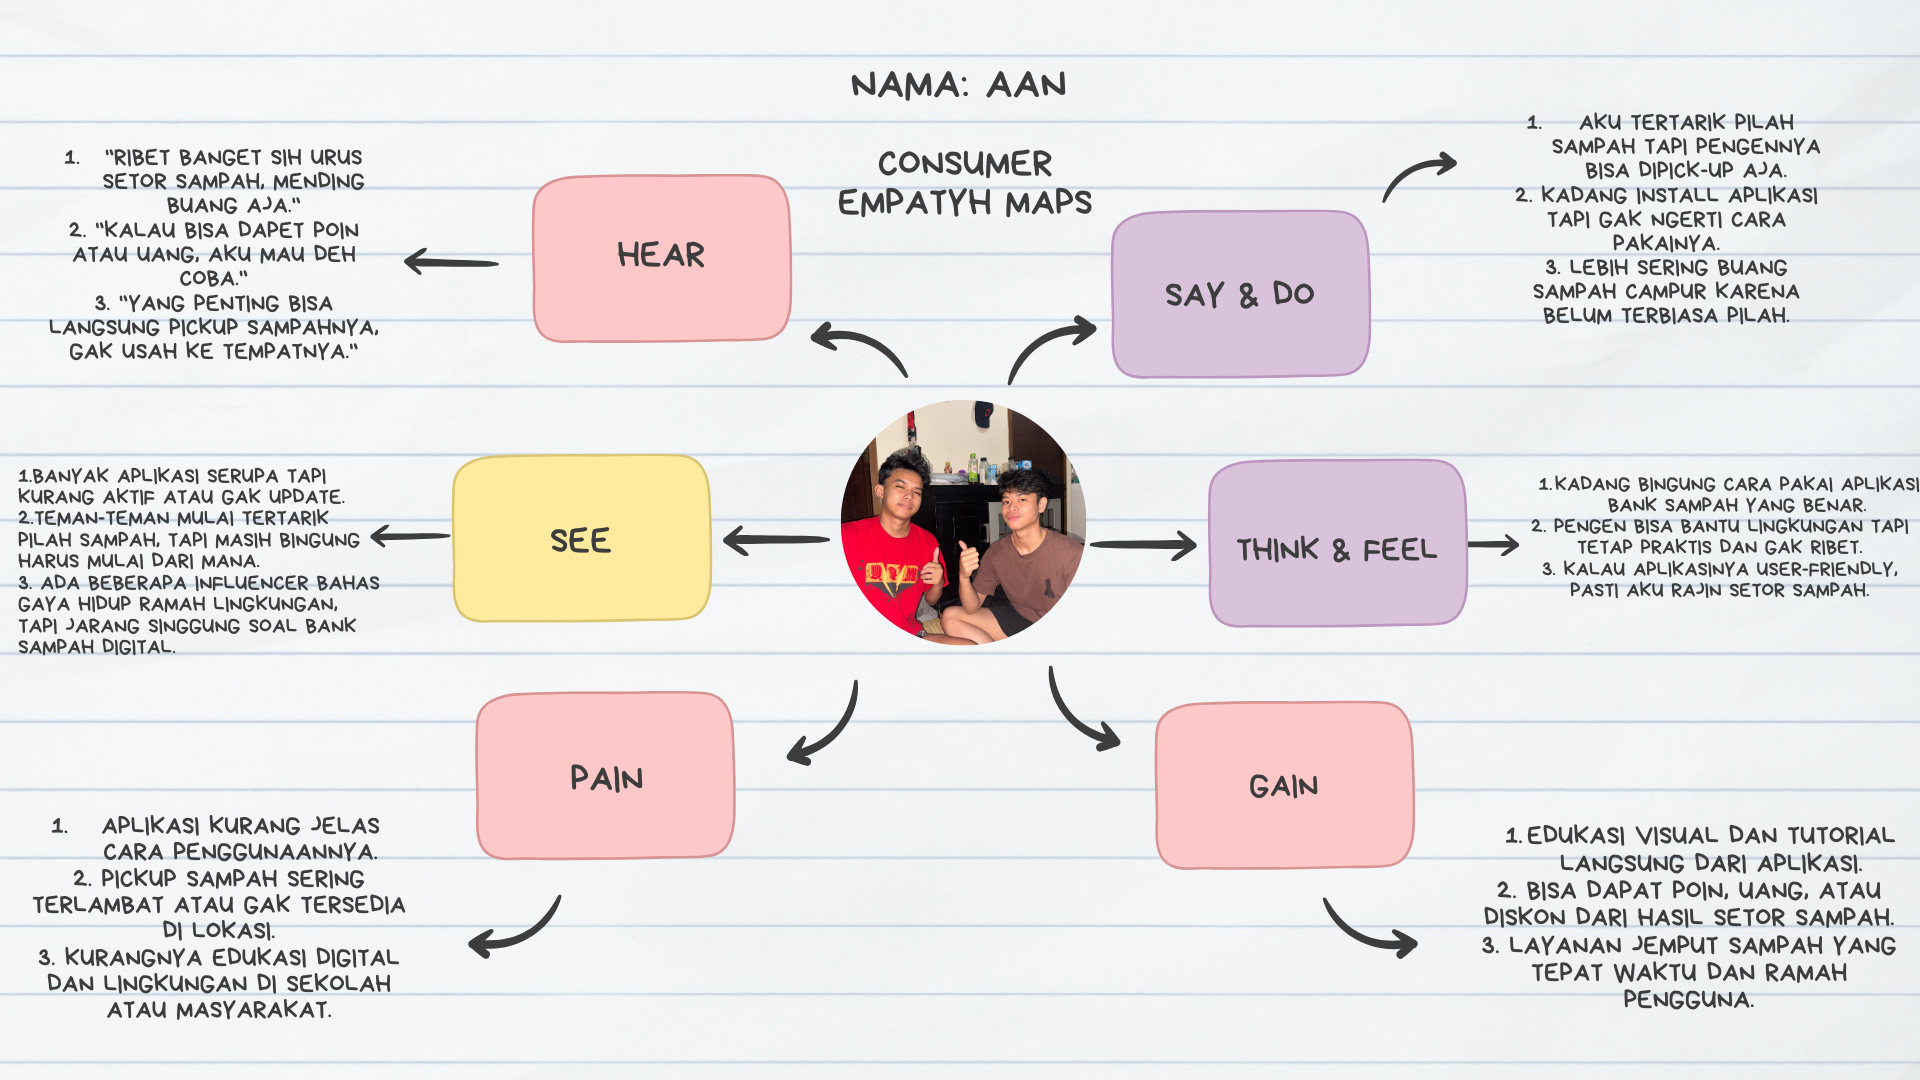 NAMA: AAN
CONSUMER
EMPATYH MAPS
HEAR
1. "RIBET BANGET SIH URUS
SETOR SAMPAH, MENDING
BUANG AJA."
2. "KALAU BISA DAPET POIN
ATAU UANG, AKU MAU DEH
COBA."
3. "YANG PENTING BISA
LANGSUNG PICKUP SAMPAHNYA,
GAK USAH KE TEMPATNYA."
SAY & DO
1. AKU TERTARIK PILAH
SAMPAH TAPI PENGENNYA
BISA DIPICK-UP AJA.
2. KADANG INSTALL APLIKASI
TAPI GAK NGERTI CARA
PAKAINYA.
3. LEBIH SERING BUANG
SAMPAH CAMPUR KARENA
BELUM TERBIASA PILAH.
SEE
1.BANYAK APLIKASI SERUPA TAPI
KURANG AKTIF ATAU GAK UPDATE.
2.TEMAN-TEMAN MULAI TERTARIK
PILAH SAMPAH, TAPI MASIH BINGUNG
HARUS MULAI DARI MANA.
3. ADA BEBERAPA INFLUENCER BAHAS
GAYA HIDUP RAMAH LINGKUNGAN,
TAPI JARANG SINGGUNG SOAL BANK
SAMPAH DIGITAL.
THINK & FEEL
1.KADANG BINGUNG CARA PAKAI APLIKASI
BANK SAMPAH YANG BENAR.
2. PENGEN BISA BANTU LINGKUNGAN TAPI
TETAP PRAKTIS DAN GAK RIBET.
3. KALAU APLIKASINYA USER-FRIENDLY,
PASTI AKU RAJIN SETOR SAMPAH.
PAIN
1. APLIKASI KURANG JELAS
CARA PENGGUNAANNYA.
2. PICKUP SAMPAH SERING
TERLAMBAT ATAU GAK TERSEDIA
DI LOKASI.
3. KURANGNYA EDUKASI DIGITAL
DAN LINGKUNGAN DI SEKOLAH
ATAU MASYARAKAT.
GAIN
1. EDUKASI VISUAL DAN TUTORIAL
LANGSUNG DARI APLIKASI.
2. BISA DAPAT POIN, UANG, ATAU
DISKON DARI HASIL SETOR SAMPAH.
3. LAYANAN JEMPUT SAMPAH YANG
TEPAT WAKTU DAN RAMAH
PENGGUNA.